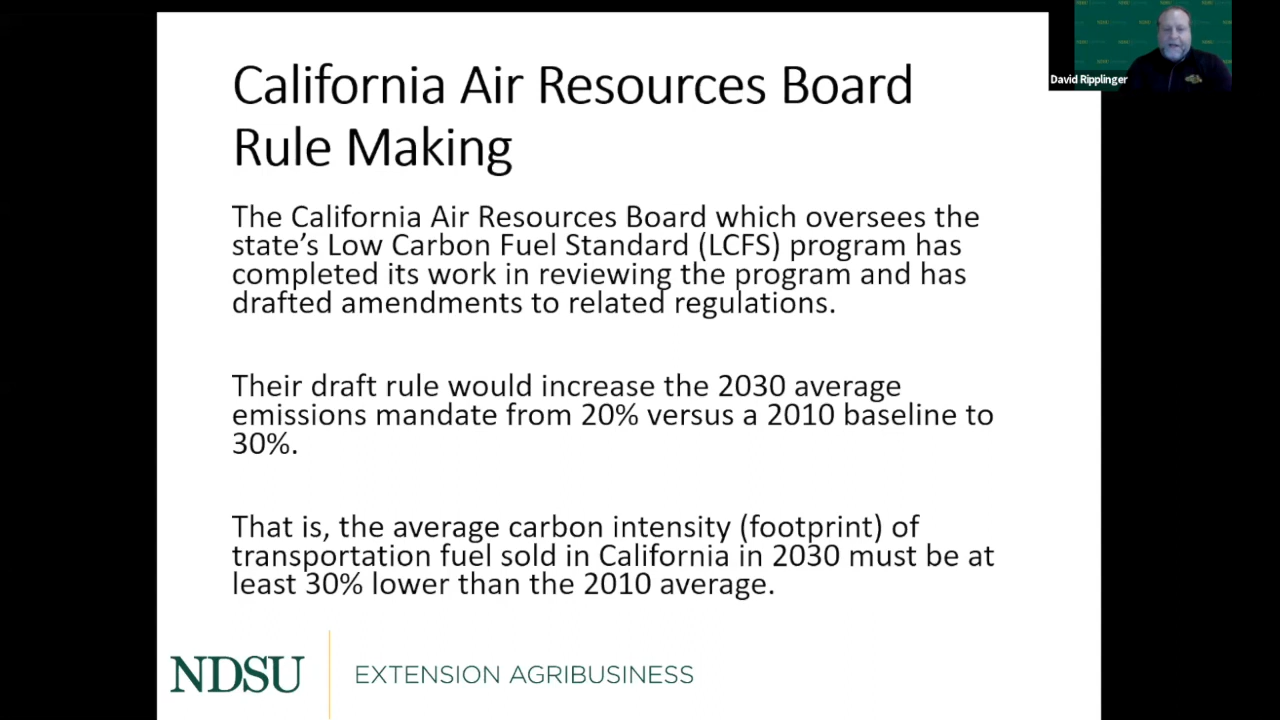 California Air Resources Board
Rule Making
David Ripplinger
The California Air Resources Board which oversees the
state’s Low Carbon Fuel Standard (LCFS) program has
completed its work in reviewing the program and has
drafted amendments to related regulations.
Their draft rule would increase the 2030 average
emissions mandate from 20% versus a 2010 baseline to
30%.
That is, the average carbon intensity (footprint) of
transportation fuel sold in California in 2030 must be at
least 30% lower than the 2010 average.
NDSU
EXTENSION AGRIBUSINESS